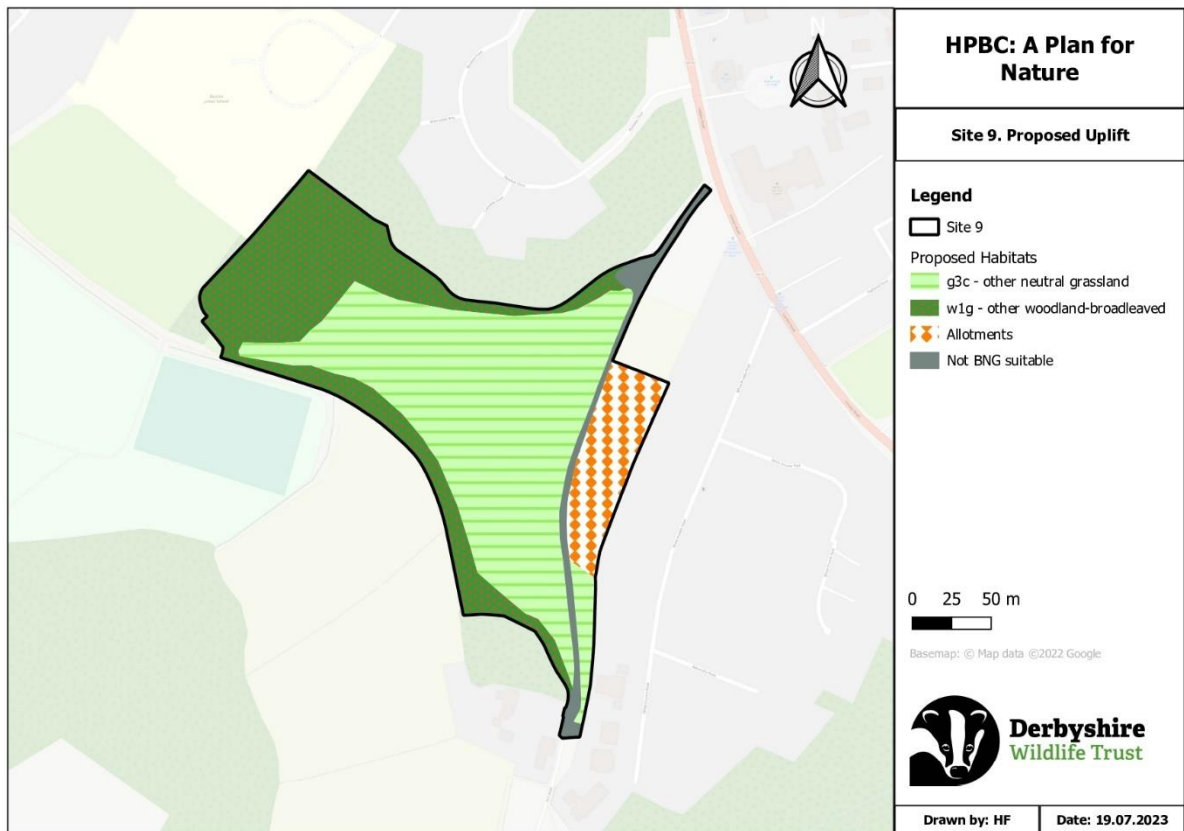 N
HPBC: A Plan for
Nature
Site 9. Proposed Uplift
Legend
Site 9
Proposed Habitats
g3c - other neutral grassland
w1g - other woodland-broadleaved
Allotments
Not BNG suitable
0 25 50 m
Basemap: © Map data ©2022 Google
Derbyshire
Wildlife Trust
Drawn by: HF
Date: 19.07.2023